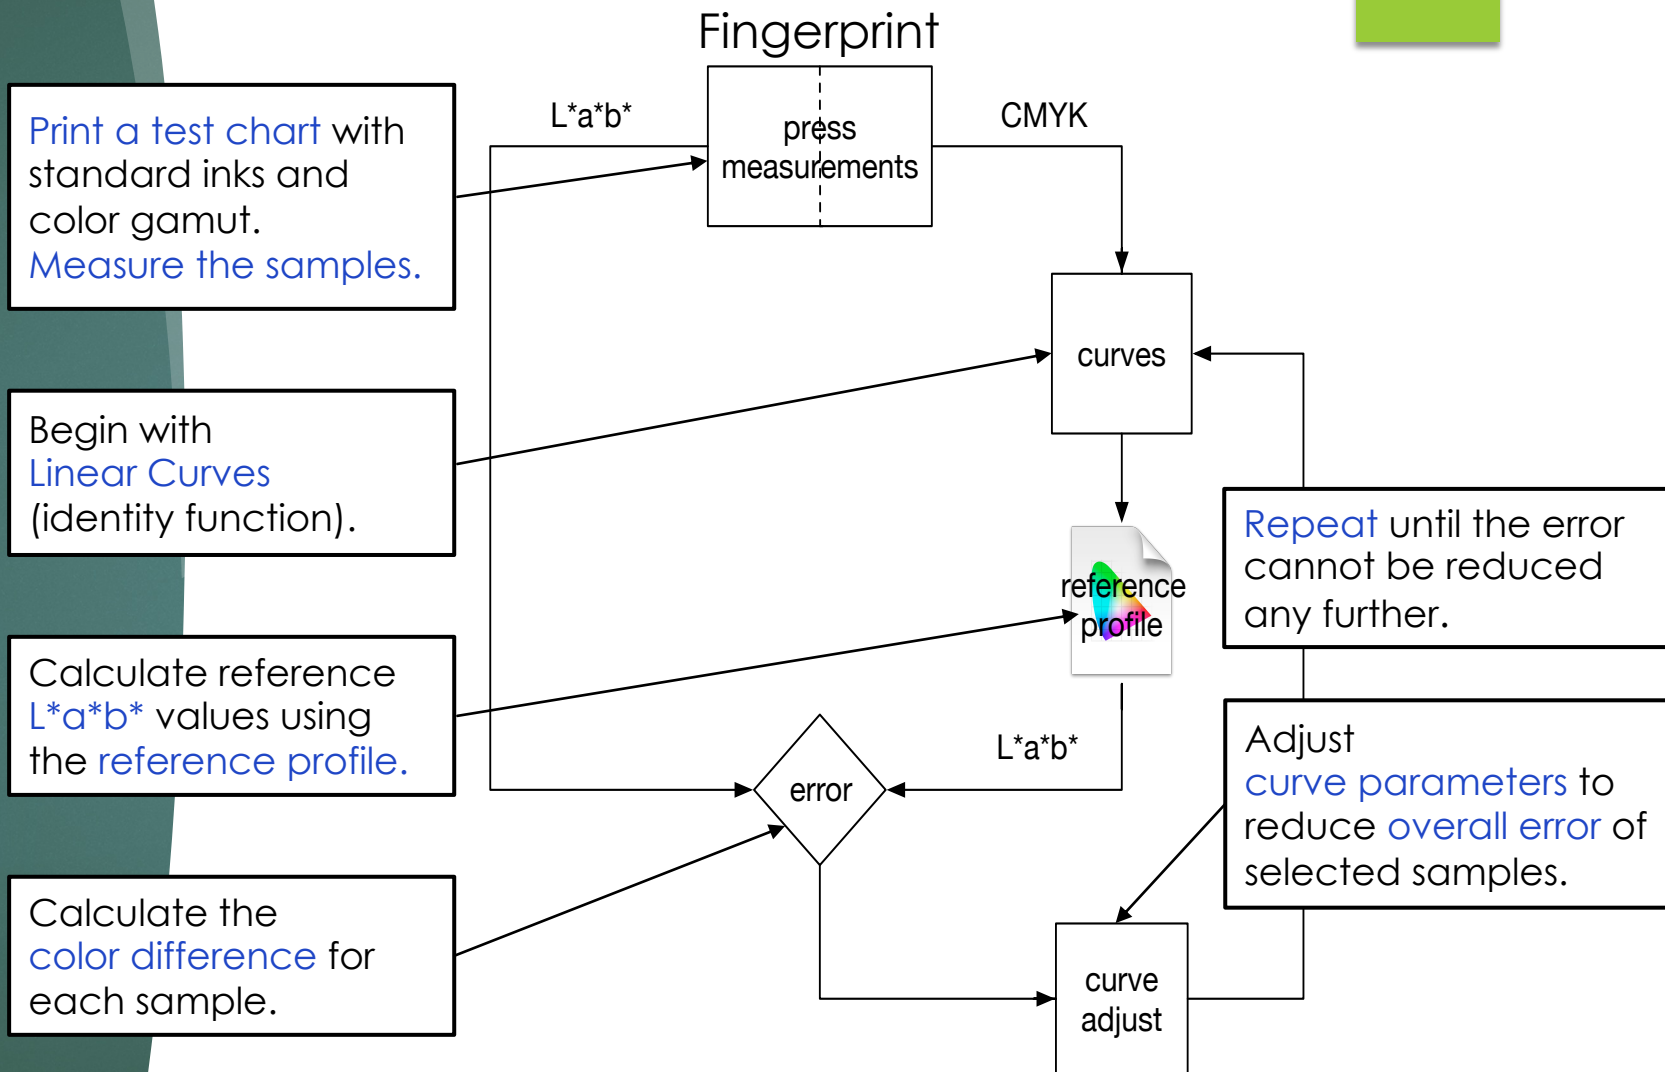 Fingerprint
L*a*b*
press
measurements
CMYK
Print a test chart with
standard inks and
color gamut.
Measure the samples.
curves
Begin with
Linear Curves
(identity function).
reference
profile
Repeat until the error
cannot be reduced
any further.
Calculate reference
L*a*b* values using
the reference profile.
L*a*b*
error
Adjust
curve parameters to
reduce overall error of
selected samples.
Calculate the
color difference for
each sample.
curve
adjust